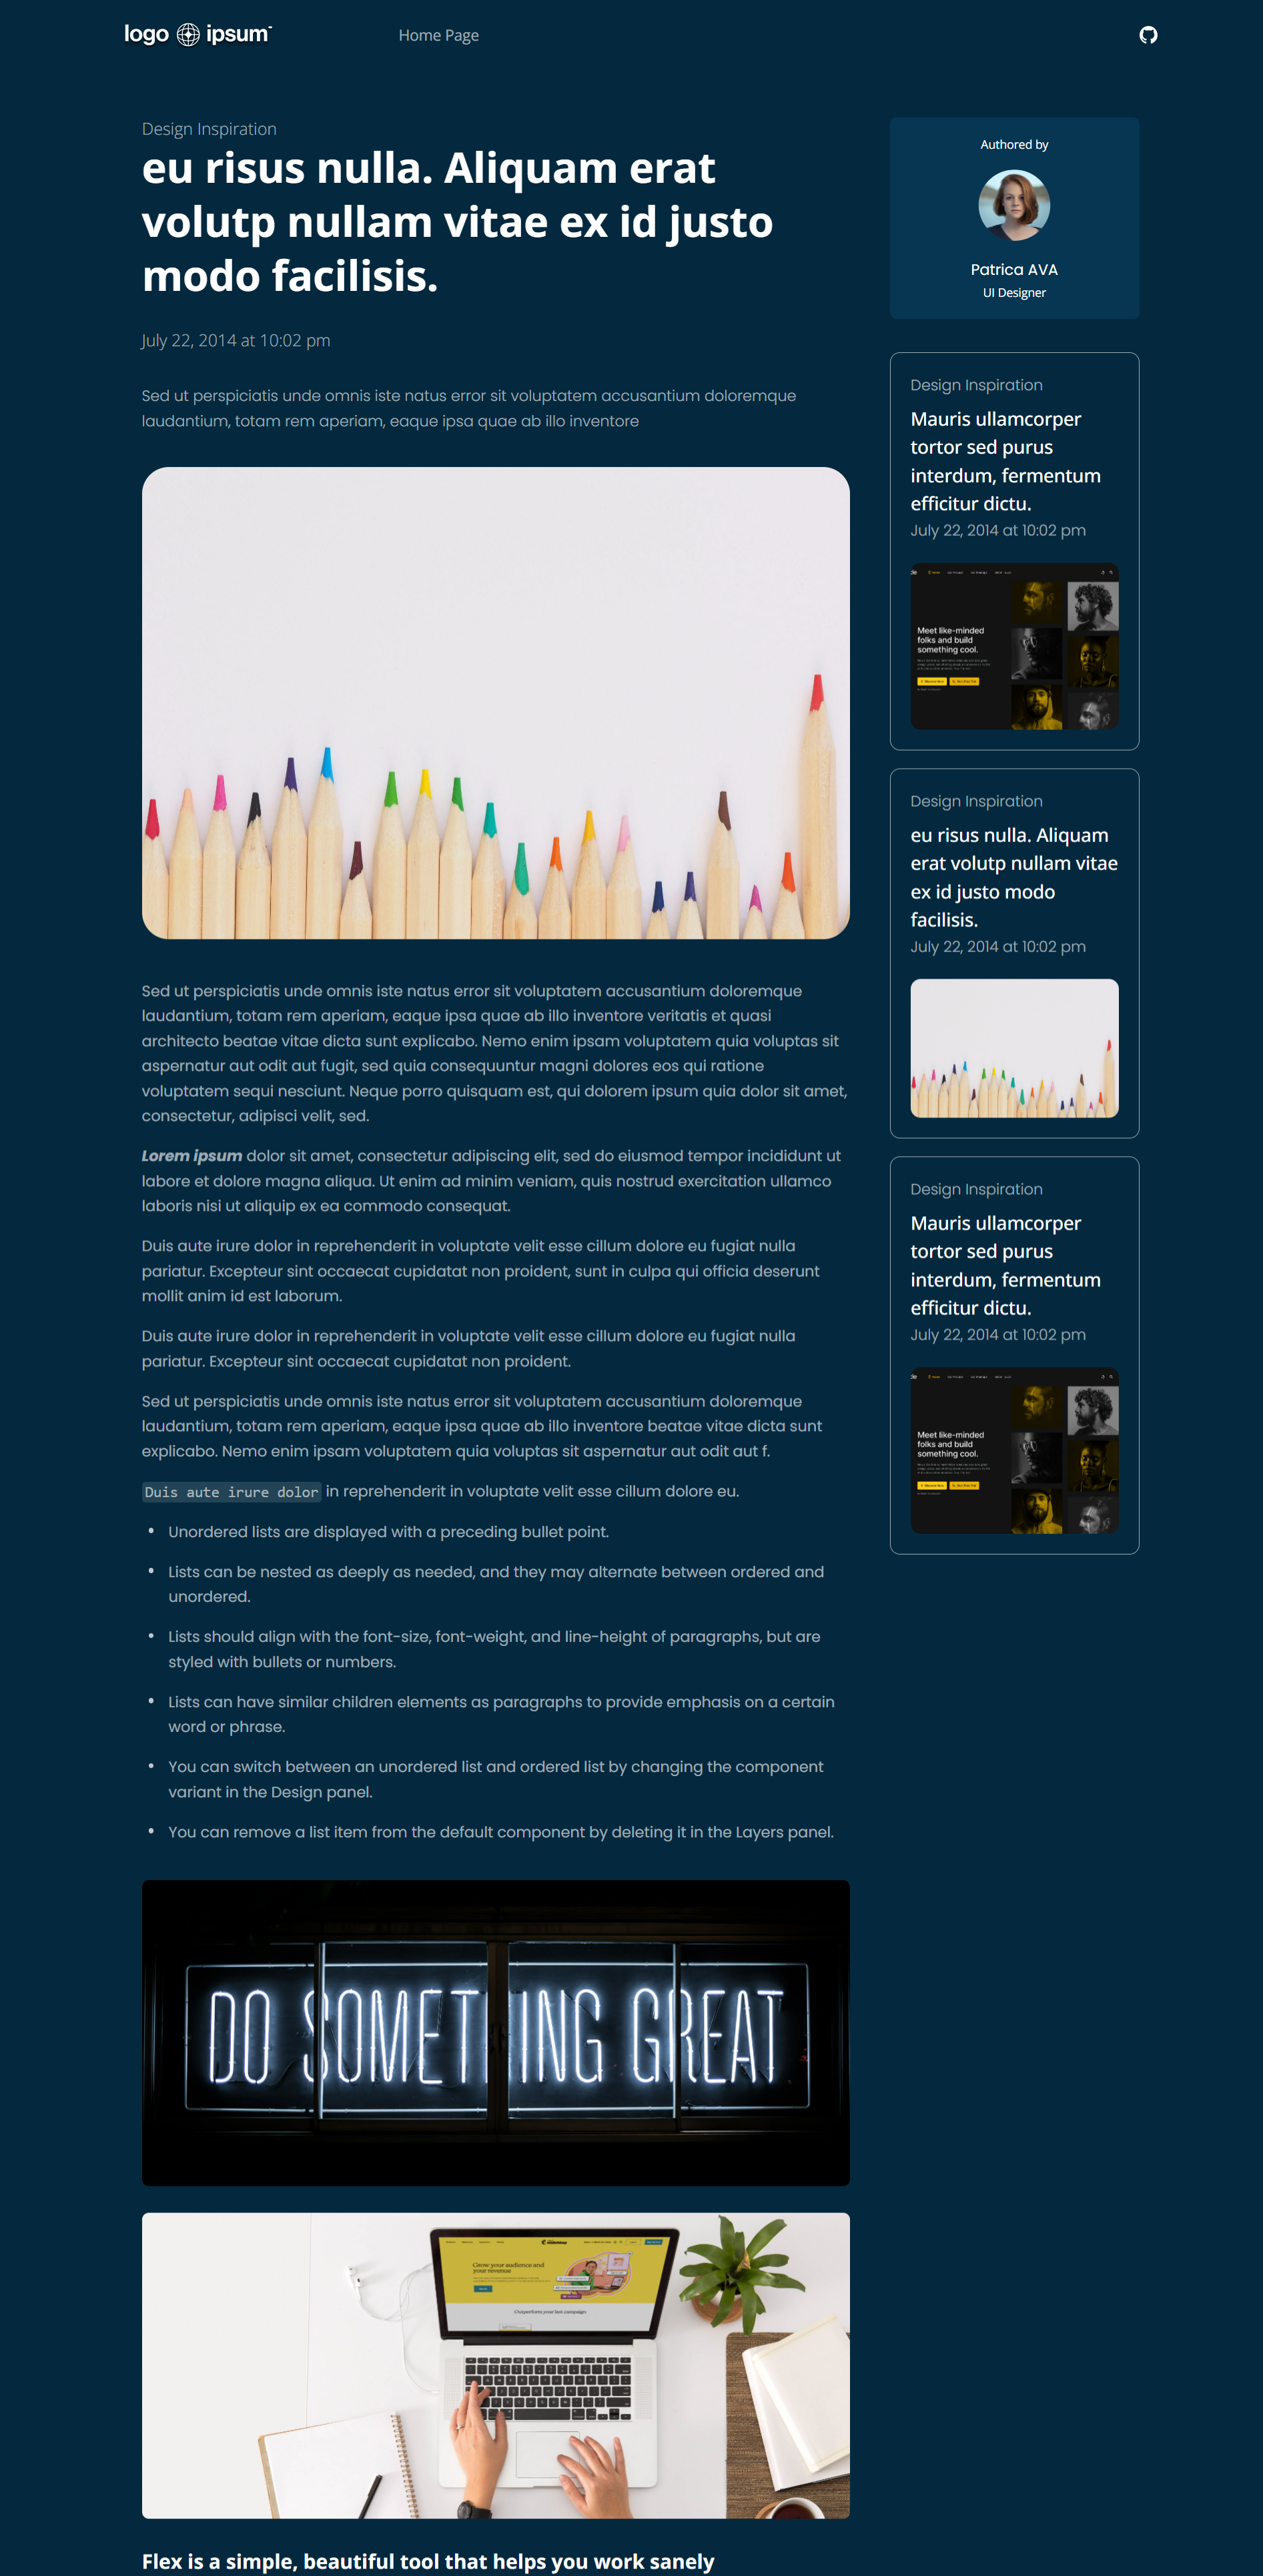 logo ipsum
Home Page
Design Inspiration
eu risus nulla. Aliquam erat
volutp nullam vitae ex id justo
modo facilisis.
July 22, 2014 at 10:02 pm
Sed ut perspiciatis unde omnis iste natus error sit voluptatem accusantium doloremque
laudantium, totam rem aperiam, eaque ipsa quae ab illo inventore
Sed ut perspiciatis unde omnis iste natus error sit voluptatem accusantium doloremque
laudantium, totam rem aperiam, eaque ipsa quae ab illo inventore veritatis et quasi
architecto beatae vitae dicta sunt explicabo. Nemo enim ipsam voluptatem quia voluptas sit
aspernatur aut odit aut fugit, sed quia consequuntur magni dolores eos qui ratione
voluptatem sequi nesciunt. Neque porro quisquam est, qui dolorem ipsum quia dolor sit amet,
consectetur, adipisci velit, sed.
Lorem ipsum dolor sit amet, consectetur adipiscing elit, sed do eiusmod tempor incididunt ut
labore et dolore magna aliqua. Ut enim ad minim veniam, quis nostrud exercitation ullamco
laboris nisi ut aliquip ex ea commodo consequat.
Duis aute irure dolor in reprehenderit in voluptate velit esse cillum dolore eu fugiat nulla
pariatur. Excepteur sint occaecat cupidatat non proident, sunt in culpa qui officia deserunt
mollit anim id est laborum.
Duis aute irure dolor in reprehenderit in voluptate velit esse cillum dolore eu fugiat nulla
pariatur. Excepteur sint occaecat cupidatat non proident.
Sed ut perspiciatis unde omnis iste natus error sit voluptatem accusantium doloremque
laudantium, totam rem aperiam, eaque ipsa quae ab illo inventore beatae vitae dicta sunt
explicabo. Nemo enim ipsam voluptatem quia voluptas sit aspernatur aut odit aut f.
Duis aute irure dolor in reprehenderit in voluptate velit esse cillum dolore eu.
• Unordered lists are displayed with a preceding bullet point.
• Lists can be nested as deeply as needed, and they may alternate between ordered and
unordered.
• Lists should align with the font-size, font-weight, and line-height of paragraphs, but are
styled with bullets or numbers.
• Lists can have similar children elements as paragraphs to provide emphasis on a certain
word or phrase.
• You can switch between an unordered list and ordered list by changing the component
variant in the Design panel.
• You can remove a list item from the default component by deleting it in the Layers panel.
DO SOMETHING GREAT
Grow your audience and
your revenue
Outperform your last campaign
Flex is a simple, beautiful tool that helps you work sanely
Authored by
Patrica AVA
UI Designer
Design Inspiration
Mauris ullamcorper
tortor sed purus
interdum, fermentum
efficitur dictu.
July 22, 2014 at 10:02 pm
Meet like-minded
folks and build
something cool.
Design Inspiration
eu risus nulla. Aliquam
erat volutp nullam vitae
ex id justo modo
facilisis.
July 22, 2014 at 10:02 pm
Design Inspiration
Mauris ullamcorper
tortor sed purus
interdum, fermentum
efficitur dictu.
July 22, 2014 at 10:02 pm
Meet like-minded
folks and build
something cool.